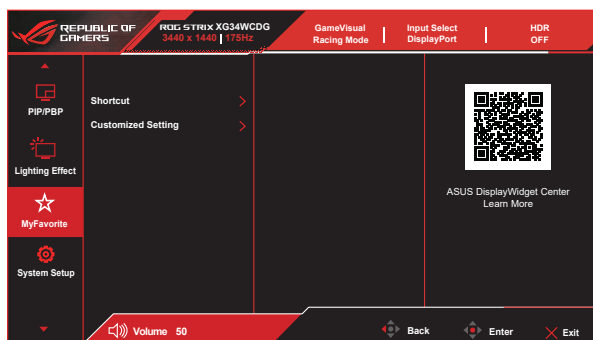 REPUBLIC OF
GAMERS
ROG STRIX XG34WCDG
3440 x 1440 | 175Hz
GameVisual
Racing Mode
Input Select
DisplayPort
HDR
OFF
PIP/PBP
Lighting Effect
MyFavorite
System Setup
Shortcut
Customized Setting
ASUS DisplayWidget Center
Learn More
Volume 50
Back
Enter
Exit